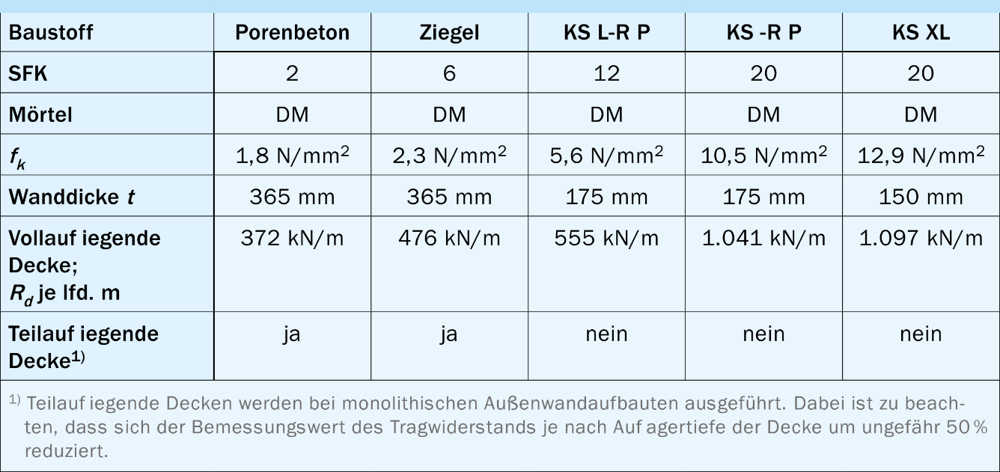 Baustoff Porenbeton Ziegel KS L-R P KS -R P KS XL
SFK 2 6 12 20 20
Mörtel DM DM DM DM DM
fk 1,8 N/mm² 2,3 N/mm² 5,6 N/mm² 10,5 N/mm² 12,9 N/mm²
Wanddicke t 365 mm 365 mm 175 mm 175 mm 150 mm
Vollauf iegende 372 kN/m 476 kN/m 555 kN/m 1.041 kN/m 1.097 kN/m
Decke;
Rd je lfd. m
Teilauf iegende ja ja nein nein nein
Decke¹⁾
¹⁾ Teilauf iegende Decken werden bei monolithischen Außenwandaufbauten ausgeführt. Dabei ist zu beach-
ten, dass sich der Bemessungswert des Tragwiderstands je nach Auf agertiefe der Decke um ungefähr 50 %
reduziert.